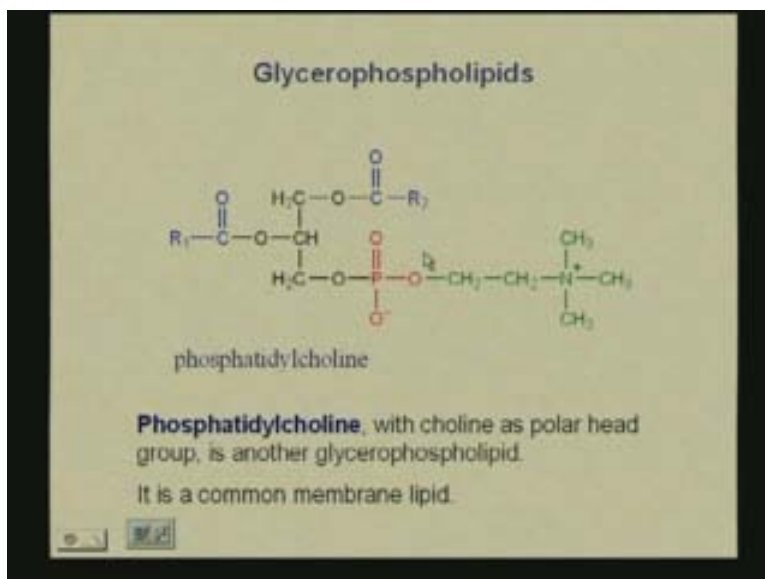 Glycerophospholipids
O
O H₂C—O—C—R₂
R₁—C—O—CH O CH₃
H₂C—O—P—O—CH₂—CH₂—N⁺—CH₃
O⁻ CH₃
phosphatidylcholine
Phosphatidylcholine, with choline as polar head
group, is another glycerophospholipid.
It is a common membrane lipid.